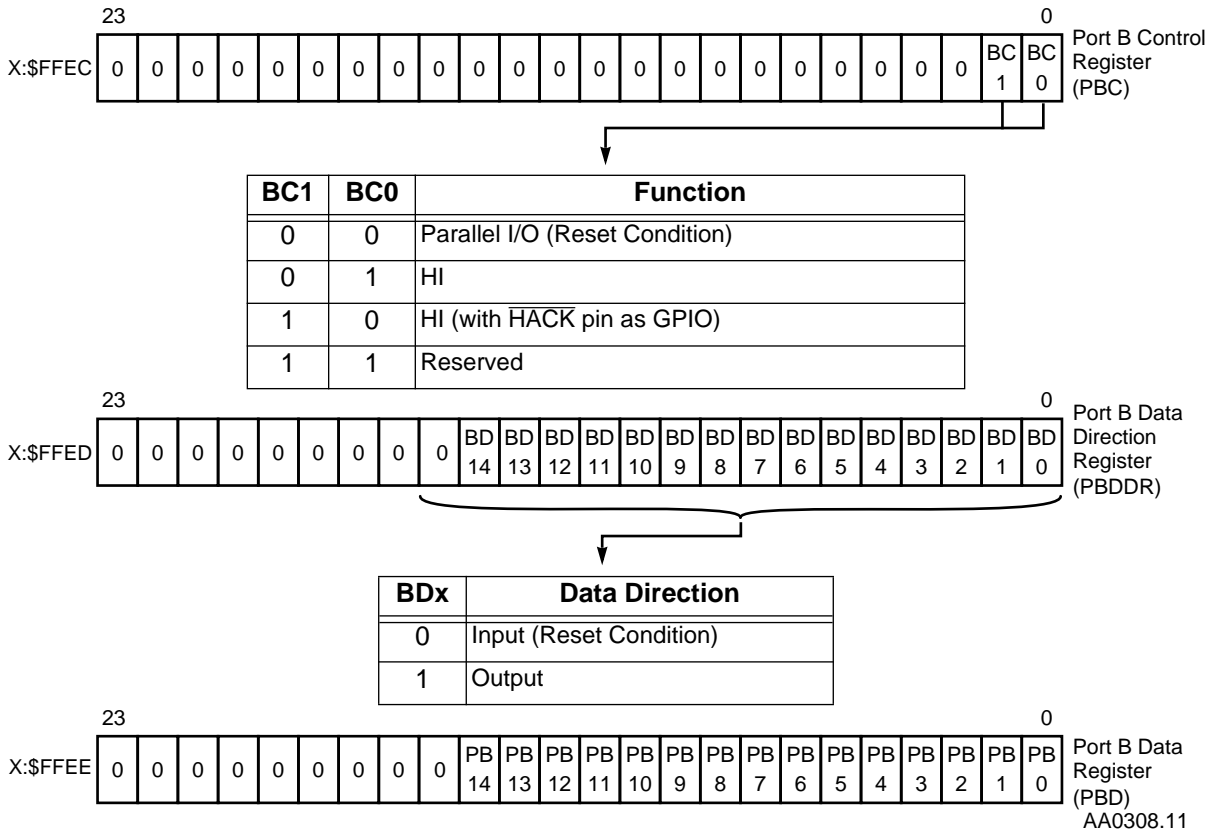 23 0
X:$FFEC 0 0 0 0 0 0 0 0 0 0 0 0 0 0 0 0 0 0 0 0 0 0 BC 1 BC 0 Port B Control Register (PBC)
BC1 BC0 Function
0 0 Parallel I/O (Reset Condition)
0 1 HI
1 0 HI (with H̅A̅C̅K̅ pin as GPIO)
1 1 Reserved
23 0
X:$FFED 0 0 0 0 0 0 0 0 0 BD 14 BD 13 BD 12 BD 11 BD 10 BD 9 BD 8 BD 7 BD 6 BD 5 BD 4 BD 3 BD 2 BD 1 BD 0 Port B Data Direction Register (PBDDR)
BDx Data Direction
0 Input (Reset Condition)
1 Output
23 0
X:$FFEE 0 0 0 0 0 0 0 0 0 PB 14 PB 13 PB 12 PB 11 PB 10 PB 9 PB 8 PB 7 PB 6 PB 5 PB 4 PB 3 PB 2 PB 1 PB 0 Port B Data Register (PBD)
AA0308.11